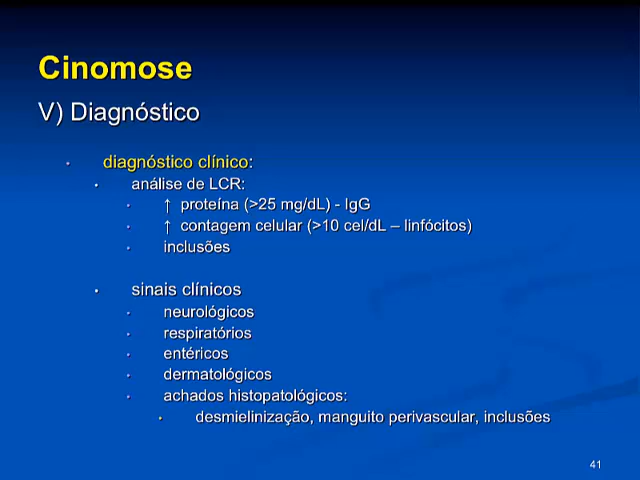 Cinomose
V) Diagnóstico
• diagnóstico clínico:
• análise de LCR:
• ↑ proteína (>25 mg/dL) - IgG
• ↑ contagem celular (>10 cel/dL – linfócitos)
• inclusões
• sinais clínicos
• neurológicos
• respiratórios
• entéricos
• dermatológicos
• achados histopatológicos:
• desmielinização, manguito perivascular, inclusões
41